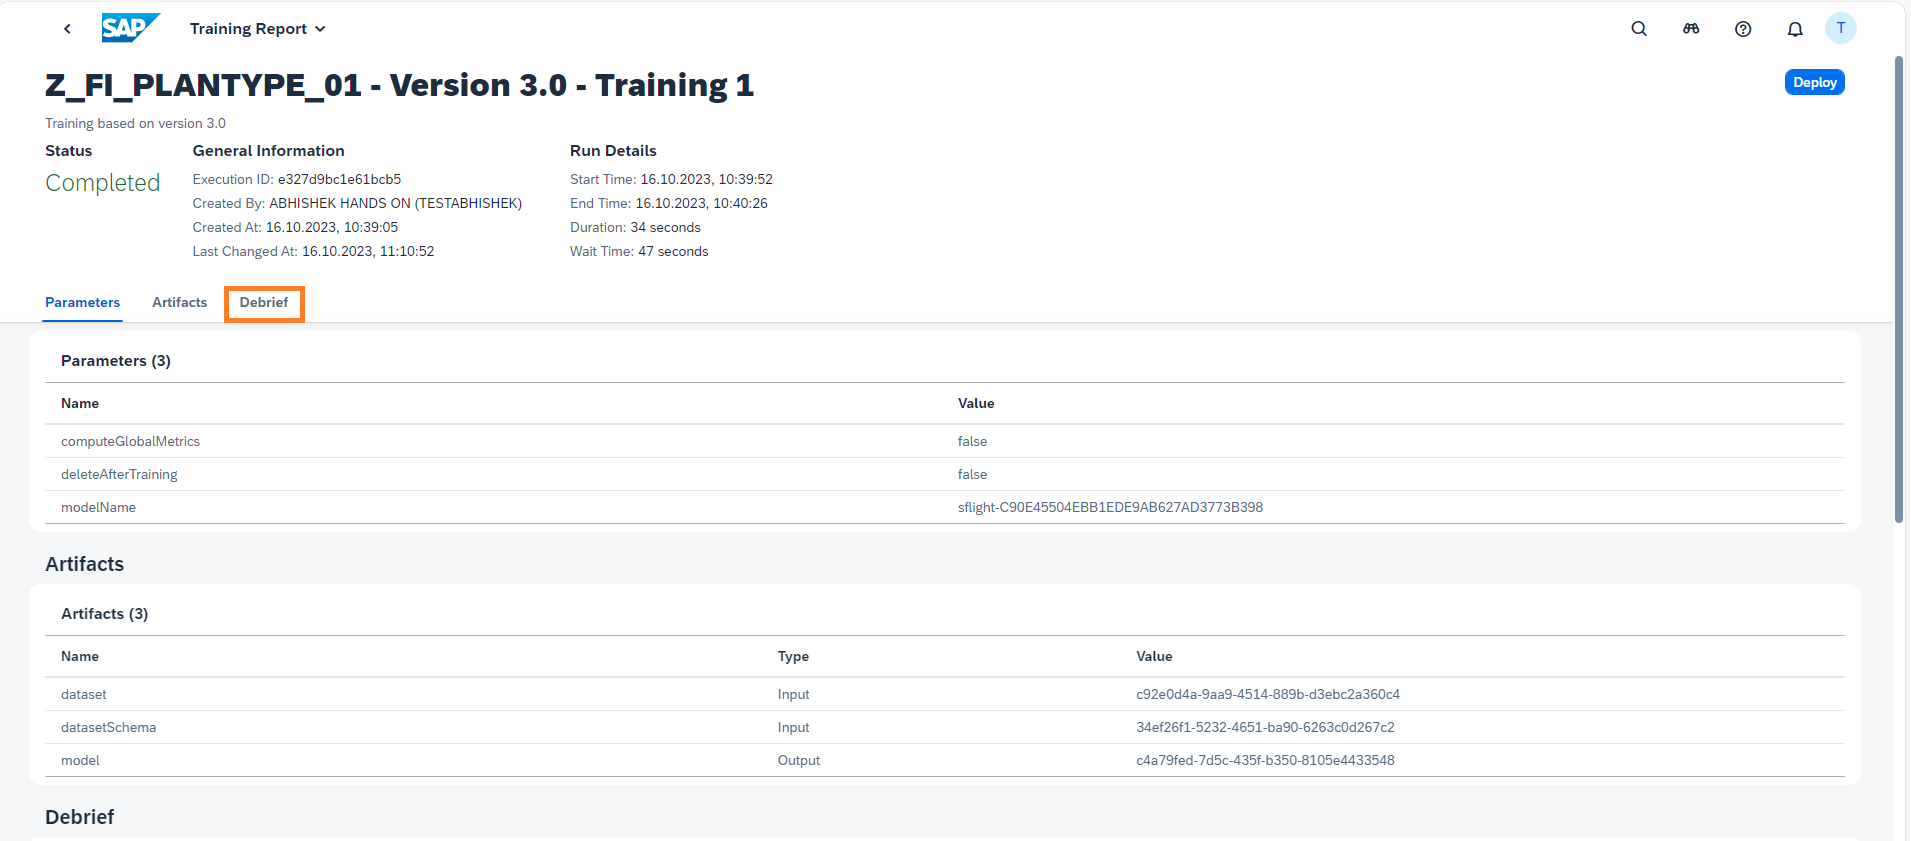 SAP Training Report
T
Z_FI_PLANTYPE_01 - Version 3.0 - Training 1
Deploy
Training based on version 3.0
Status
Completed
General Information
Execution ID: e327d9bc1e61bcb5
Created By: ABHISHEK HANDS ON (TESTABHISHEK)
Created At: 16.10.2023, 10:39:05
Last Changed At: 16.10.2023, 11:10:52
Run Details
Start Time: 16.10.2023, 10:39:52
End Time: 16.10.2023, 10:40:26
Duration: 34 seconds
Wait Time: 47 seconds
Parameters Artifacts Debrief
Parameters (3)
Name Value
computeGlobalMetrics false
deleteAfterTraining false
modelName sflight-C90E45504EBB1EDE9AB627AD3773B398
Artifacts
Artifacts (3)
Name Type Value
dataset Input c92e0d4a-9aa9-4514-889b-d3ebc2a360c4
datasetSchema Input 34ef26f1-5232-4651-ba90-6263c0d267c2
model Output c4a79fed-7d5c-435f-b350-8105e4433548
Debrief